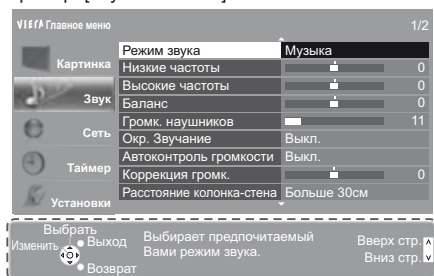 VIERA Главное меню 1/2
Картинка
Звук
Сеть
Таймер
Установки
Режим звука Музыка
Низкие частоты 0
Высокие частоты 0
Баланс 0
Громк. наушников 11
Окр. Звучание Выкл.
Автоконтроль громкости Выкл.
Коррекция громк. 0
Расстояние колонка-стена Больше 30см
Выбрать
Изменить
Выход
Возврат
Выбирает предпочитаемый
Вами режим звука.
Вверх стр.
Вниз стр.